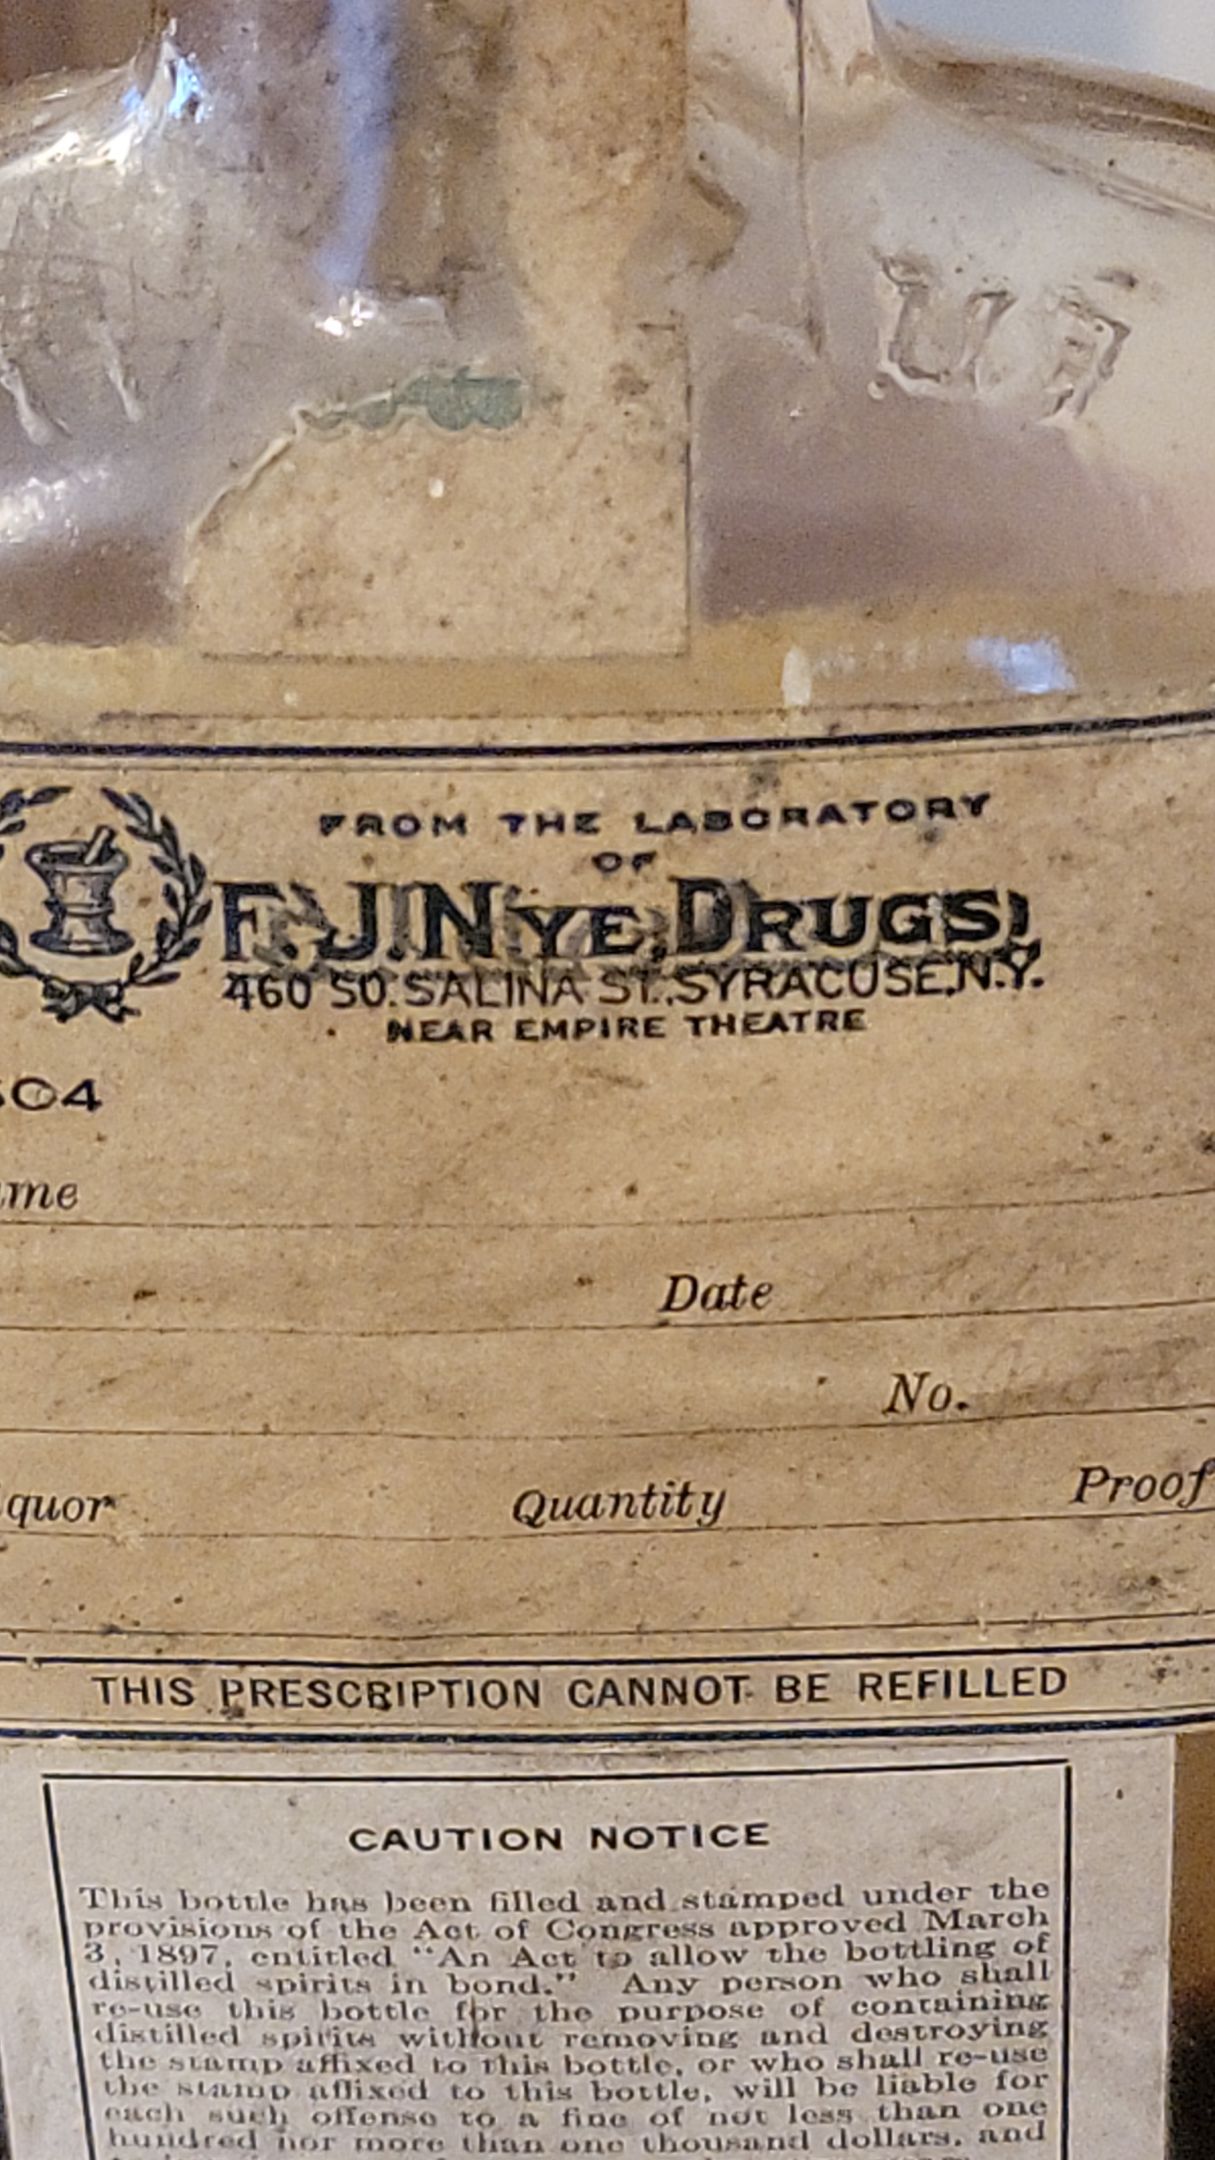 FROM THE LABORATORY
OF
F.J.NYE, DRUGS,
460 SO. SALINA ST., SYRACUSE, N.Y.
NEAR EMPIRE THEATRE
504
me
Date
No.
quor Quantity Proof
THIS PRESCRIPTION CANNOT BE REFILLED
CAUTION NOTICE
This bottle has been filled and stamped under the
provisions of the Act of Congress approved March
3, 1897, entitled "An Act to allow the bottling of
distilled spirits in bond." Any person who shall
re-use this bottle for the purpose of containing
distilled spirits without removing and destroying
the stamp affixed to this bottle, or who shall re-use
the stamp affixed to this bottle, will be liable for
each such offense to a fine of not less than one
hundred nor more than one thousand dollars, and